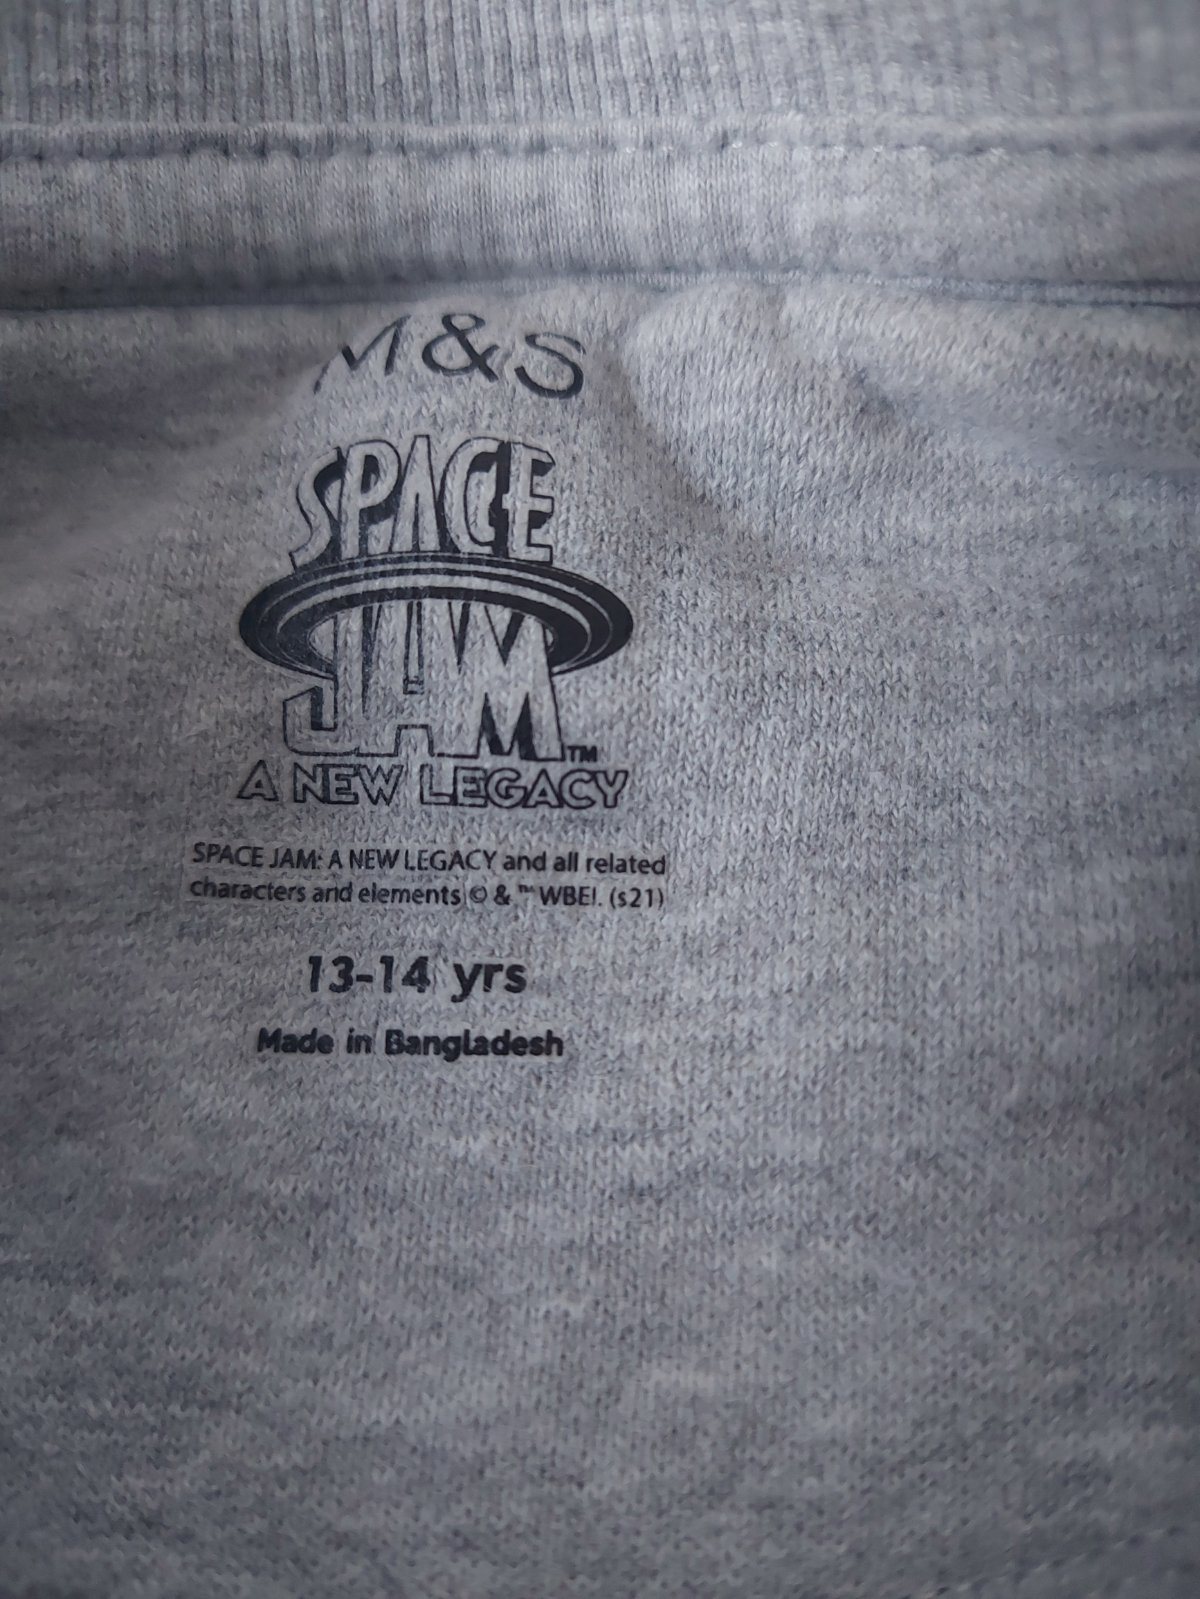 M&S
SPACE
JAM™
A NEW LEGACY
SPACE JAM: A NEW LEGACY and all related
characters and elements © & ™ WBEI. (s21)
13-14 yrs
Made in Bangladesh